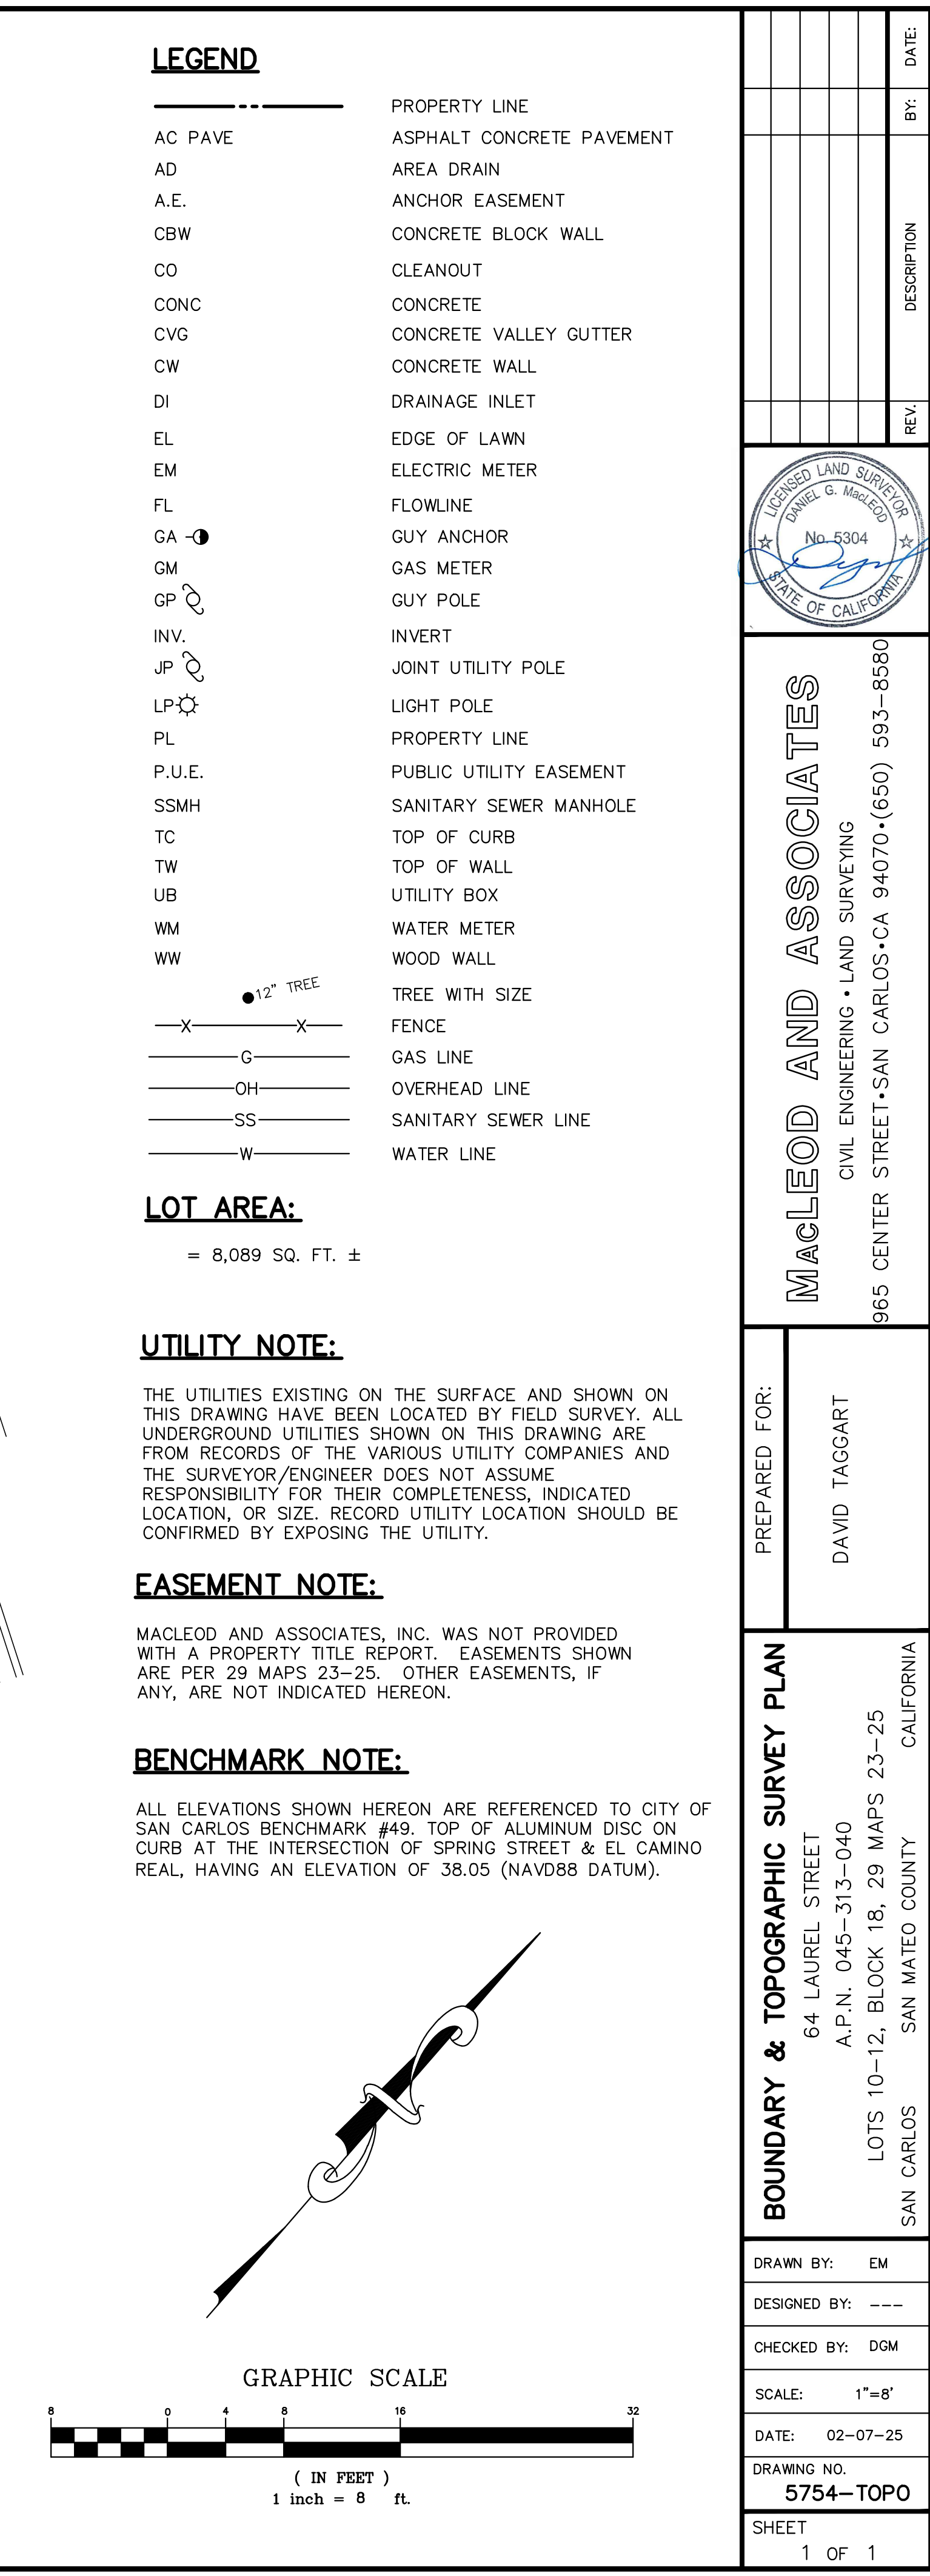 LEGEND
PROPERTY LINE
AC PAVE ASPHALT CONCRETE PAVEMENT
AD AREA DRAIN
A.E. ANCHOR EASEMENT
CBW CONCRETE BLOCK WALL
CO CLEANOUT
CONC CONCRETE
CVG CONCRETE VALLEY GUTTER
CW CONCRETE WALL
DI DRAINAGE INLET
EL EDGE OF LAWN
EM ELECTRIC METER
FL FLOWLINE
GA GUY ANCHOR
GM GAS METER
GP GUY POLE
INV. INVERT
JP JOINT UTILITY POLE
LP LIGHT POLE
PL PROPERTY LINE
P.U.E. PUBLIC UTILITY EASEMENT
SSMH SANITARY SEWER MANHOLE
TC TOP OF CURB
TW TOP OF WALL
UB UTILITY BOX
WM WATER METER
WW WOOD WALL
12" TREE TREE WITH SIZE
X X FENCE
G GAS LINE
OH OVERHEAD LINE
SS SANITARY SEWER LINE
W WATER LINE
LOT AREA:
= 8,089 SQ. FT. ±
UTILITY NOTE:
THE UTILITIES EXISTING ON THE SURFACE AND SHOWN ON
THIS DRAWING HAVE BEEN LOCATED BY FIELD SURVEY. ALL
UNDERGROUND UTILITIES SHOWN ON THIS DRAWING ARE
FROM RECORDS OF THE VARIOUS UTILITY COMPANIES AND
THE SURVEYOR/ENGINEER DOES NOT ASSUME
RESPONSIBILITY FOR THEIR COMPLETENESS, INDICATED
LOCATION, OR SIZE. RECORD UTILITY LOCATION SHOULD BE
CONFIRMED BY EXPOSING THE UTILITY.
EASEMENT NOTE:
MACLEOD AND ASSOCIATES, INC. WAS NOT PROVIDED
WITH A PROPERTY TITLE REPORT. EASEMENTS SHOWN
ARE PER 29 MAPS 23-25. OTHER EASEMENTS, IF
ANY, ARE NOT INDICATED HEREON.
BENCHMARK NOTE:
ALL ELEVATIONS SHOWN HEREON ARE REFERENCED TO CITY OF
SAN CARLOS BENCHMARK #49. TOP OF ALUMINUM DISC ON
CURB AT THE INTERSECTION OF SPRING STREET & EL CAMINO
REAL, HAVING AN ELEVATION OF 38.05 (NAVD88 DATUM).
GRAPHIC SCALE
8 0 4 8 16 32
( IN FEET )
1 inch = 8 ft.
REV. DESCRIPTION BY: DATE:
LICENSED LAND SURVEYOR
DANIEL G. MacLEOD
No. 5304
STATE OF CALIFORNIA
MacLEOD AND ASSOCIATES
CIVIL ENGINEERING • LAND SURVEYING
965 CENTER STREET•SAN CARLOS•CA 94070•(650) 593-8580
PREPARED FOR:
DAVID TAGGART
BOUNDARY & TOPOGRAPHIC SURVEY PLAN
64 LAUREL STREET
A.P.N. 045-313-040
LOTS 10-12, BLOCK 18, 29 MAPS 23-25
SAN CARLOS SAN MATEO COUNTY CALIFORNIA
DRAWN BY: EM
DESIGNED BY: ---
CHECKED BY: DGM
SCALE: 1"=8'
DATE: 02-07-25
DRAWING NO.
5754-TOPO
SHEET
1 OF 1